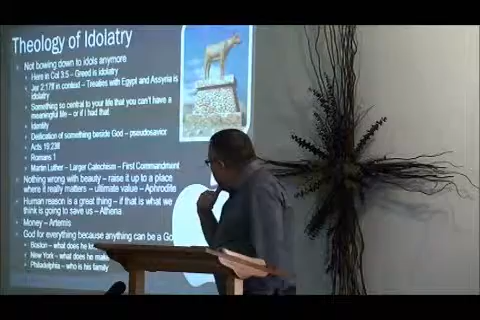 Theology of Idolatry
Not bowing down to idols anymore
Here in Col 3:5 – Greed is idolatry
Jer 2:17ff in context – Treaties with Egypt and Assyria is
idolatry
Something so central to your life that you can't have a
meaningful life – or if I had that
Identity
Deification of something beside God – pseudosavior
Acts 19:23ff
Romans 1
Martin Luther – Larger Catechism – First Commandment
Nothing wrong with beauty – raise it up to a place
where it really matters – ultimate value – Aphrodite
Human reason is a great thing – if that is what we
think is going to save us – Athena
Money – Artemis
God for everything because anything can be a
Boston – what does he
New York – what does he make
Philadelphia – who is his family